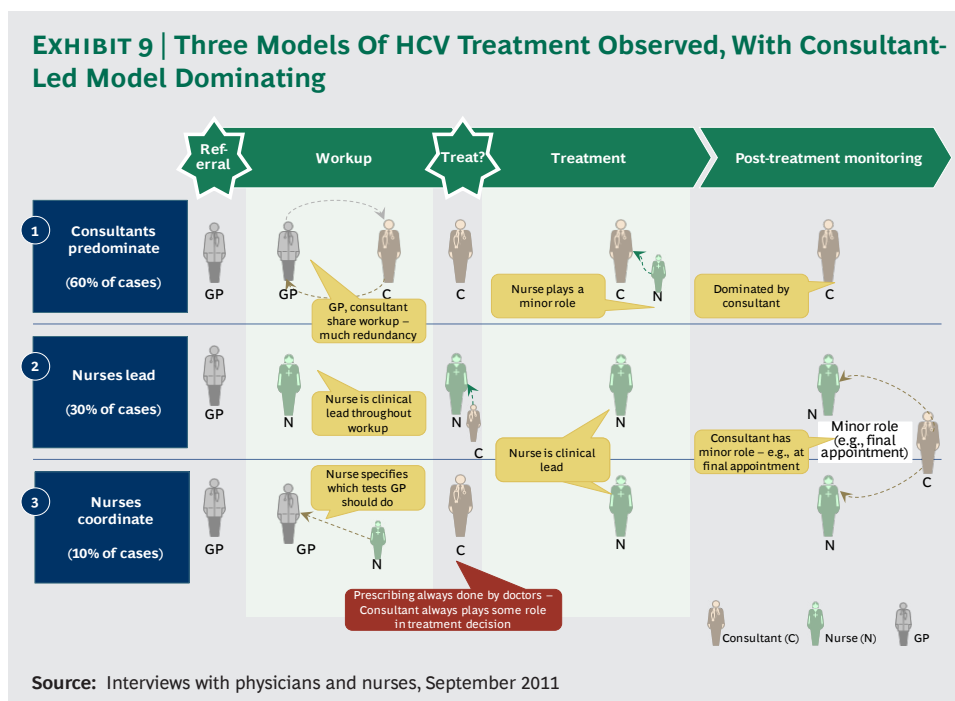 EXHIBIT 9 | Three Models Of HCV Treatment Observed, With Consultant-
Led Model Dominating
Ref-
erral
Workup
Treat?
Treatment
Post-treatment monitoring
1
Consultants
predominate
(60% of cases)
GP
GP
C
GP, consultant
share workup –
much redundancy
C
Nurse plays a
minor role
C
N
Dominated by
consultant
C
2
Nurses lead
(30% of cases)
GP
N
Nurse is clinical
lead throughout
workup
N
C
N
Nurse is clinical
lead
N
Minor role
(e.g., final
appointment)
Consultant has
minor role – e.g., at
final appointment
C
3
Nurses
coordinate
(10% of cases)
GP
Nurse specifies
which tests GP
should do
GP
N
C
N
N
Prescribing always done by doctors –
Consultant always plays some role
in treatment decision
Consultant (C)
Nurse (N)
GP
Source: Interviews with physicians and nurses, September 2011